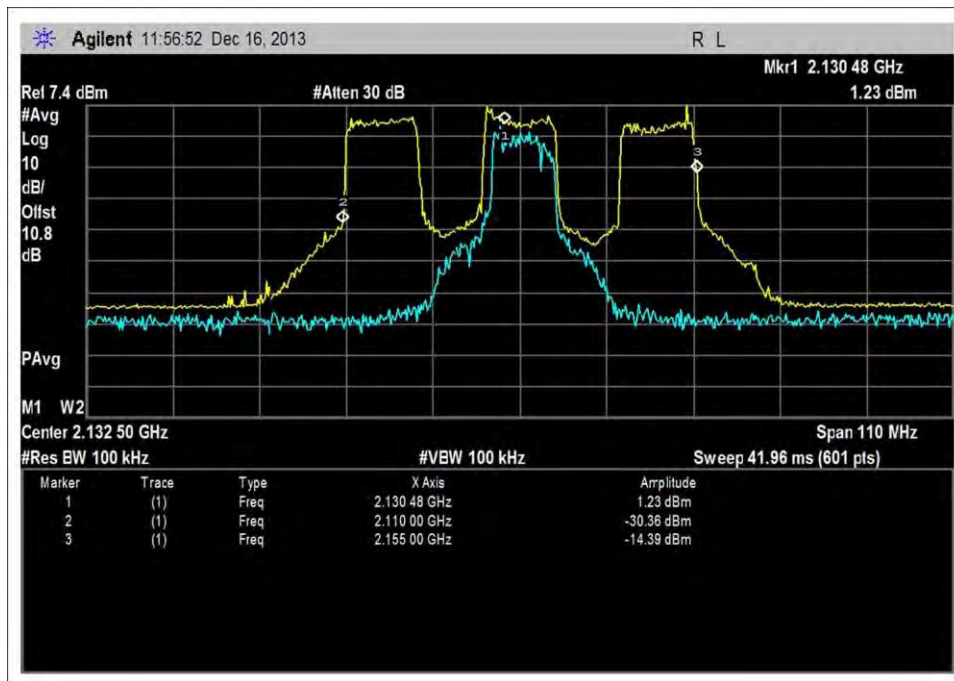 Agilent 11:56:52 Dec 16, 2013 R L
Mkr1 2.130 48 GHz
Ref 7.4 dBm #Atten 30 dB 1.23 dBm
#Avg
Log
10
dB/
Offst
10.8
dB
1
2
3
PAvg
M1 W2
Center 2.132 50 GHz Span 110 MHz
#Res BW 100 kHz #VBW 100 kHz Sweep 41.96 ms (601 pts)
Marker Trace Type X Axis Amplitude
1 (1) Freq 2.130 48 GHz 1.23 dBm
2 (1) Freq 2.110 00 GHz -30.36 dBm
3 (1) Freq 2.155 00 GHz -14.39 dBm